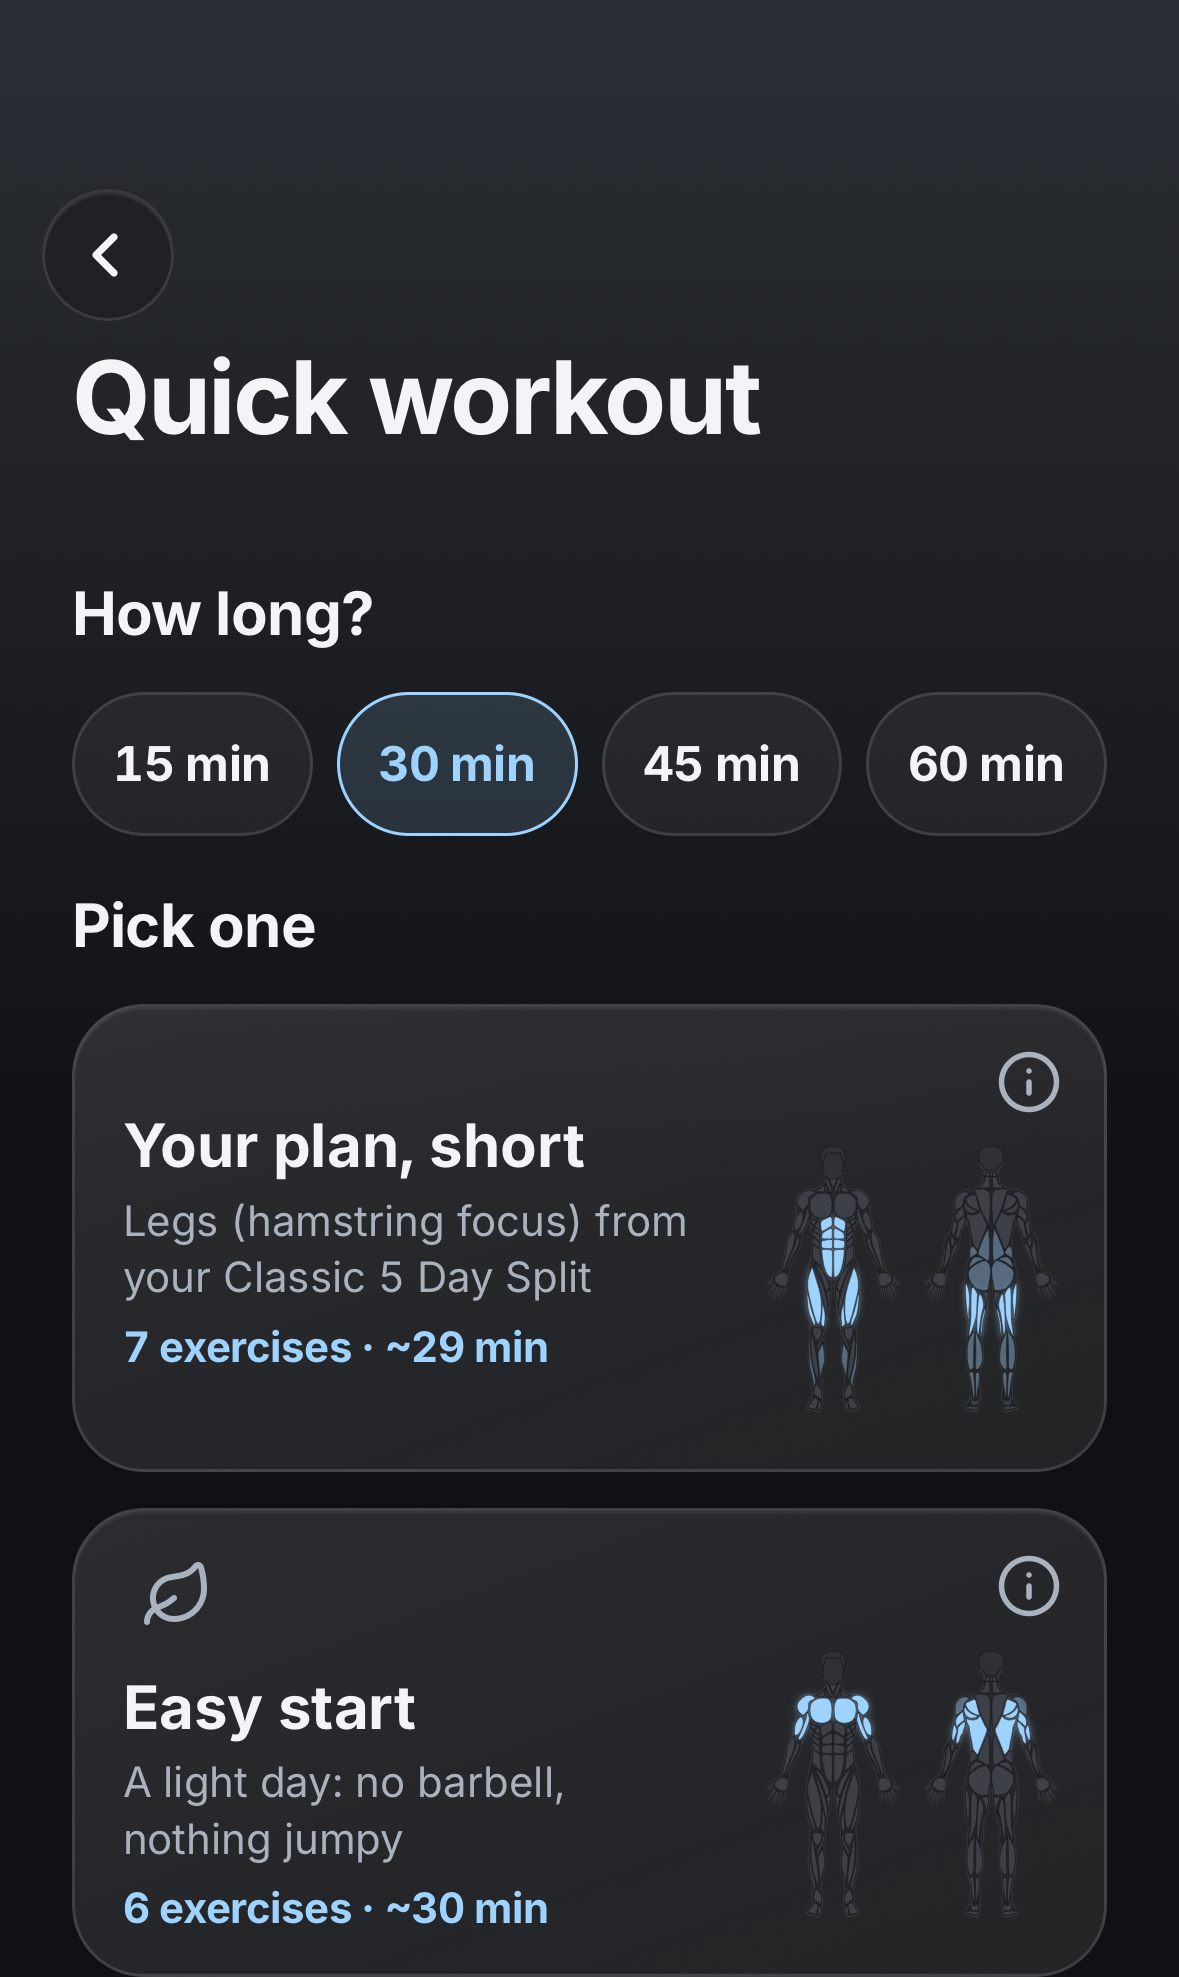 Quick workout
How long?
15 min
30 min
45 min
60 min
Pick one
Your plan, short
Legs (hamstring focus) from
your Classic 5 Day Split
7 exercises · ~29 min
Easy start
A light day: no barbell,
nothing jumpy
6 exercises · ~30 min